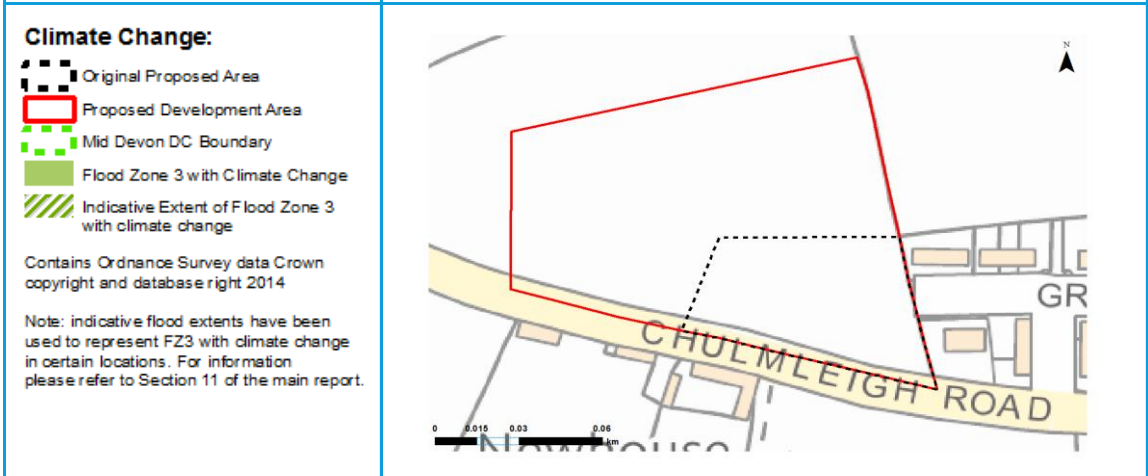 Climate Change:
Original Proposed Area
Proposed Development Area
Mid Devon DC Boundary
Flood Zone 3 with Climate Change
Indicative Extent of Flood Zone 3
with climate change
Contains Ordnance Survey data Crown
copyright and database right 2014
Note: indicative flood extents have been
used to represent FZ3 with climate change
in certain locations. For information
please refer to Section 11 of the main report.
N
GR
CHULMLEIGH ROAD
0 0.015 0.03 0.06
km
Newhouse